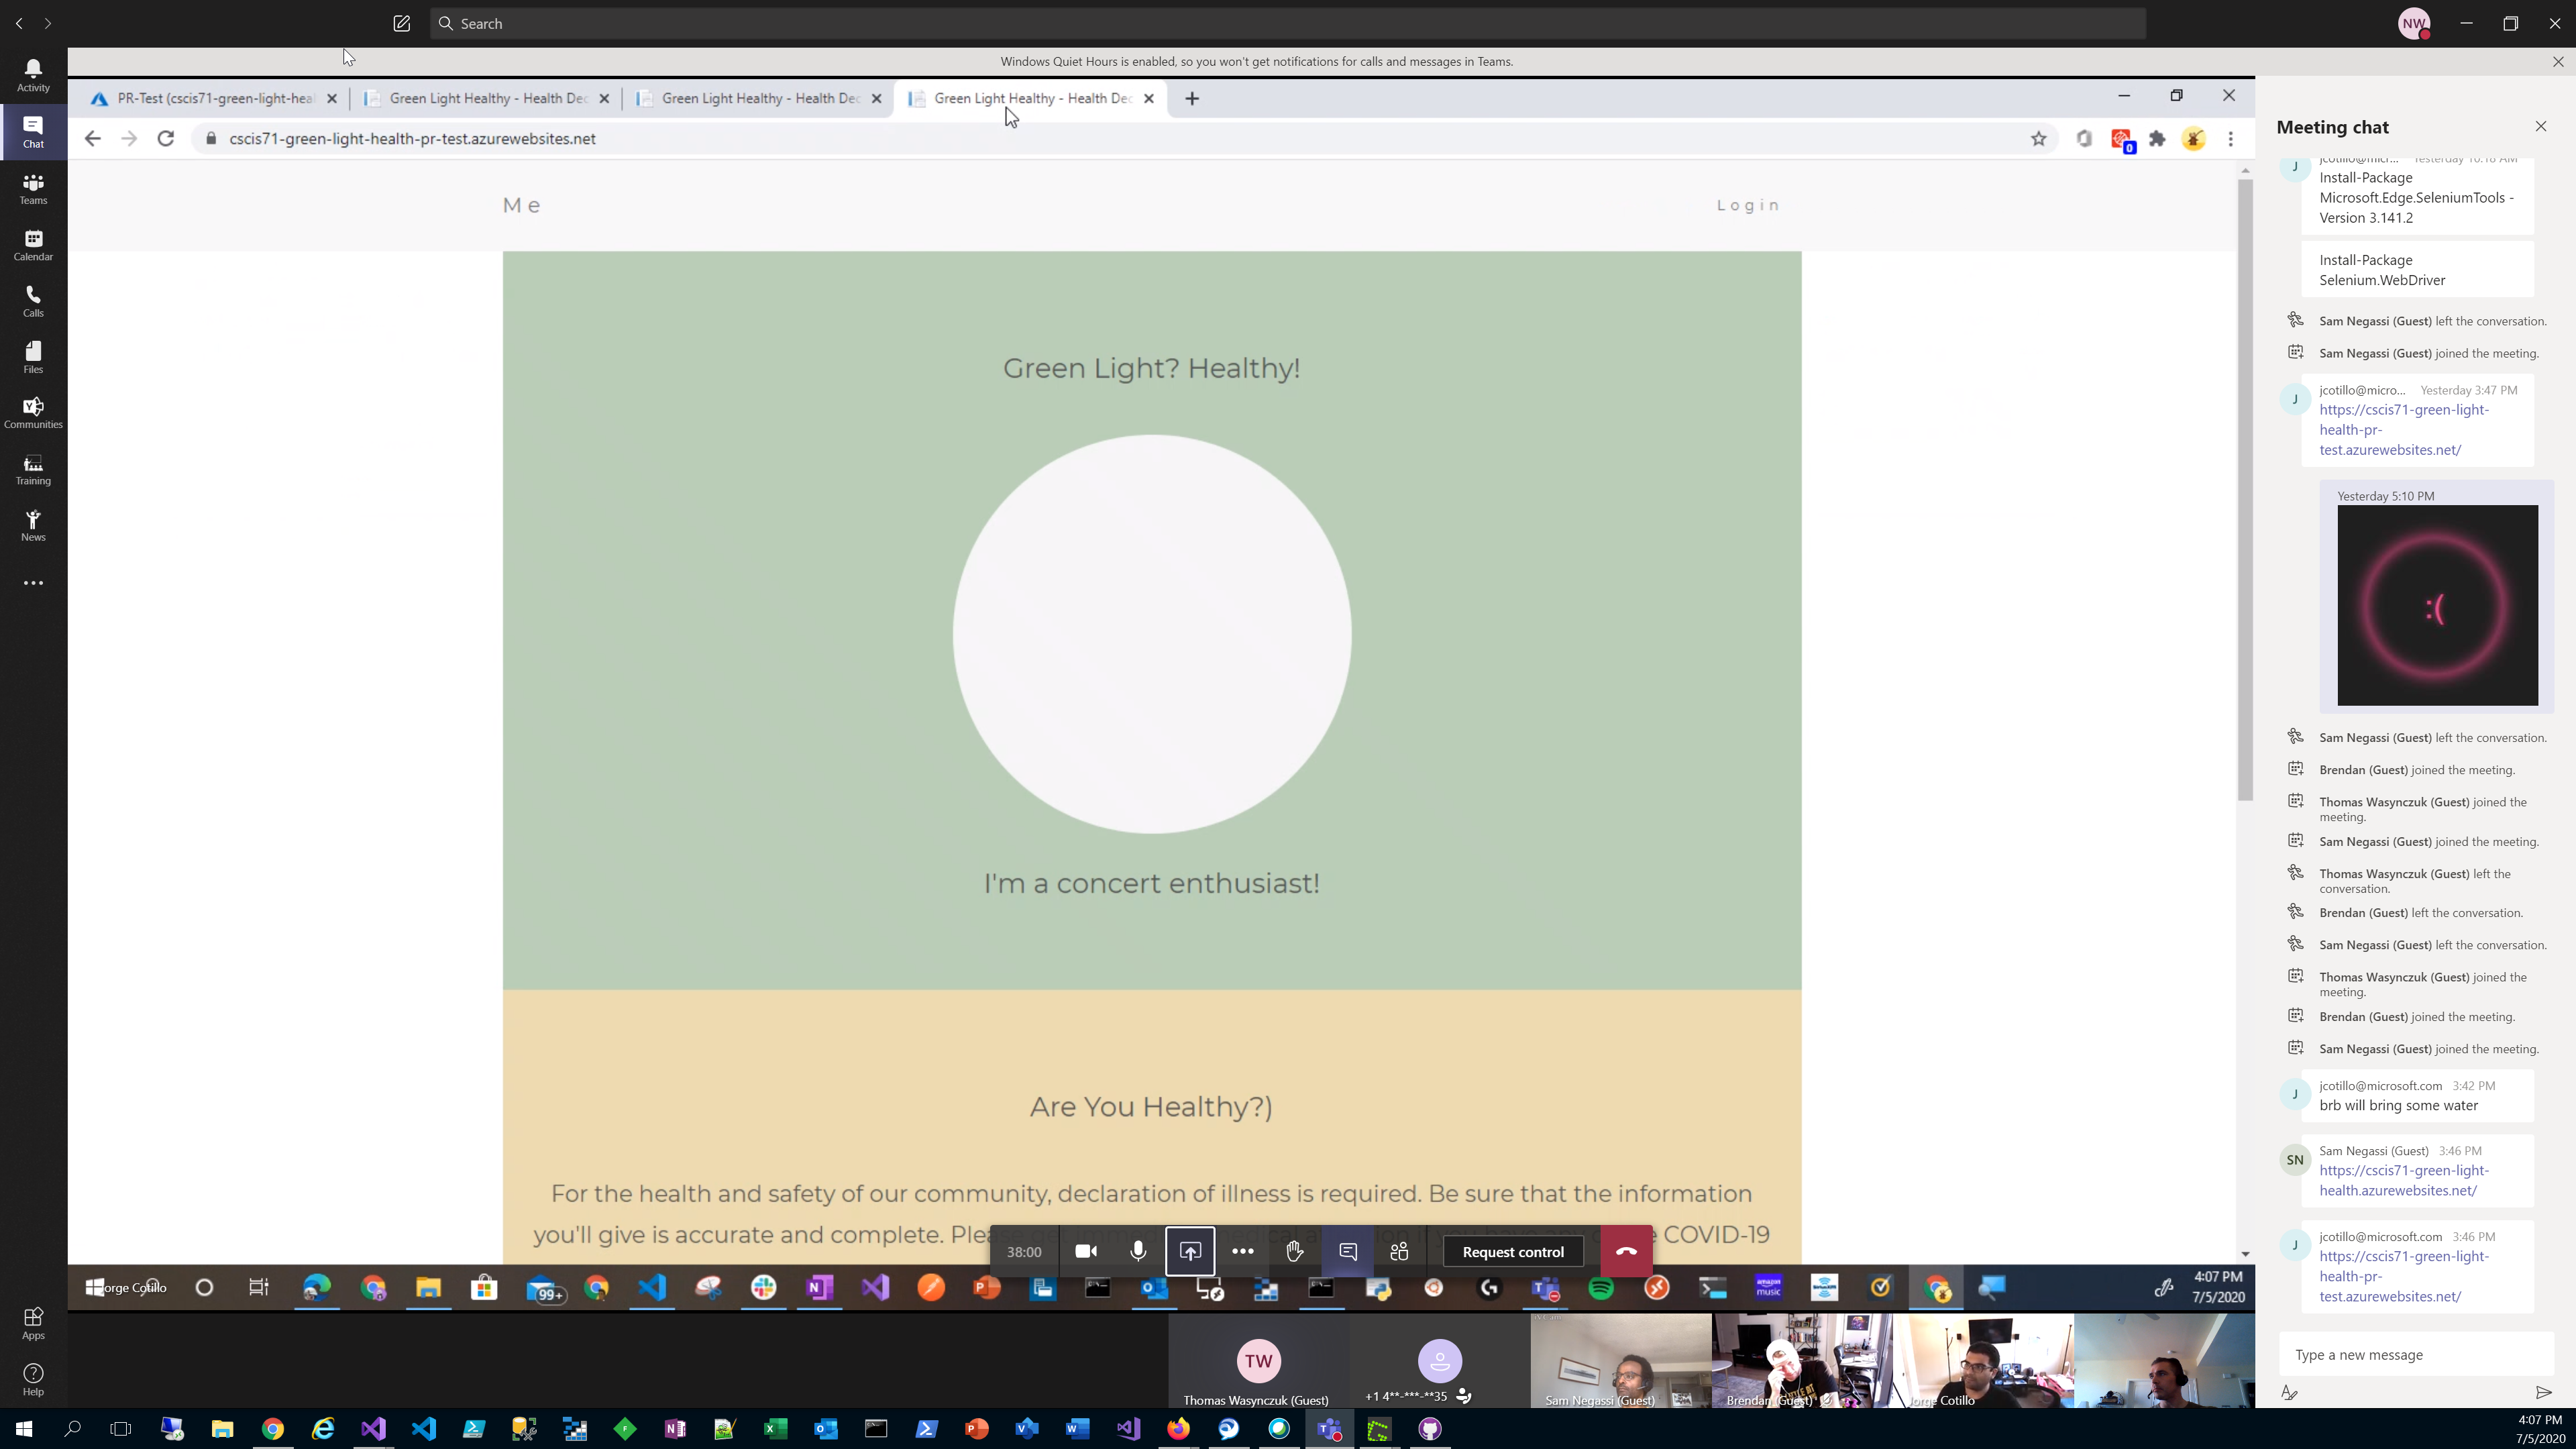 Search
NW
Windows Quiet Hours is enabled, so you won't get notifications for calls and messages in Teams.
Activity
Chat
Teams
Calendar
Calls
Files
Communities
Training
News
Apps
Help
PR-Test (cscis71-green-light-heal
Green Light Healthy - Health Dec
Green Light Healthy - Health Dec
Green Light Healthy - Health Dec
cscis71-green-light-health-pr-test.azurewebsites.net
0
Me
Login
Green Light? Healthy!
I'm a concert enthusiast!
Are You Healthy?)
For the health and safety of our community, declaration of illness is required. Be sure that the information
you'll give is accurate and complete. Please COVID-19
38:00
Request control
Jorge Cotillo
99+
4:07 PM
7/5/2020
TW
Thomas Wasynczuk (Guest)
+1 4**-***-**35
Sam Negassi (Guest)
Brendan (Guest)
Jorge Cotillo
Meeting chat
J
jcotillo@micr... Yesterday 10:18 AM
Install-Package
Microsoft.Edge.SeleniumTools -
Version 3.141.2
Install-Package
Selenium.WebDriver
Sam Negassi (Guest) left the conversation.
Sam Negassi (Guest) joined the meeting.
J
jcotillo@micro... Yesterday 3:47 PM
https://cscis71-green-light-
health-pr-
test.azurewebsites.net/
Yesterday 5:10 PM
:(
Sam Negassi (Guest) left the conversation.
Brendan (Guest) joined the meeting.
Thomas Wasynczuk (Guest) joined the
meeting.
Sam Negassi (Guest) joined the meeting.
Thomas Wasynczuk (Guest) left the
conversation.
Brendan (Guest) left the conversation.
Sam Negassi (Guest) left the conversation.
Thomas Wasynczuk (Guest) joined the
meeting.
Brendan (Guest) joined the meeting.
Sam Negassi (Guest) joined the meeting.
J
jcotillo@microsoft.com 3:42 PM
brb will bring some water
SN
Sam Negassi (Guest) 3:46 PM
https://cscis71-green-light-
health.azurewebsites.net/
J
jcotillo@microsoft.com 3:46 PM
https://cscis71-green-light-
health-pr-
test.azurewebsites.net/
Type a new message
4:07 PM
7/5/2020